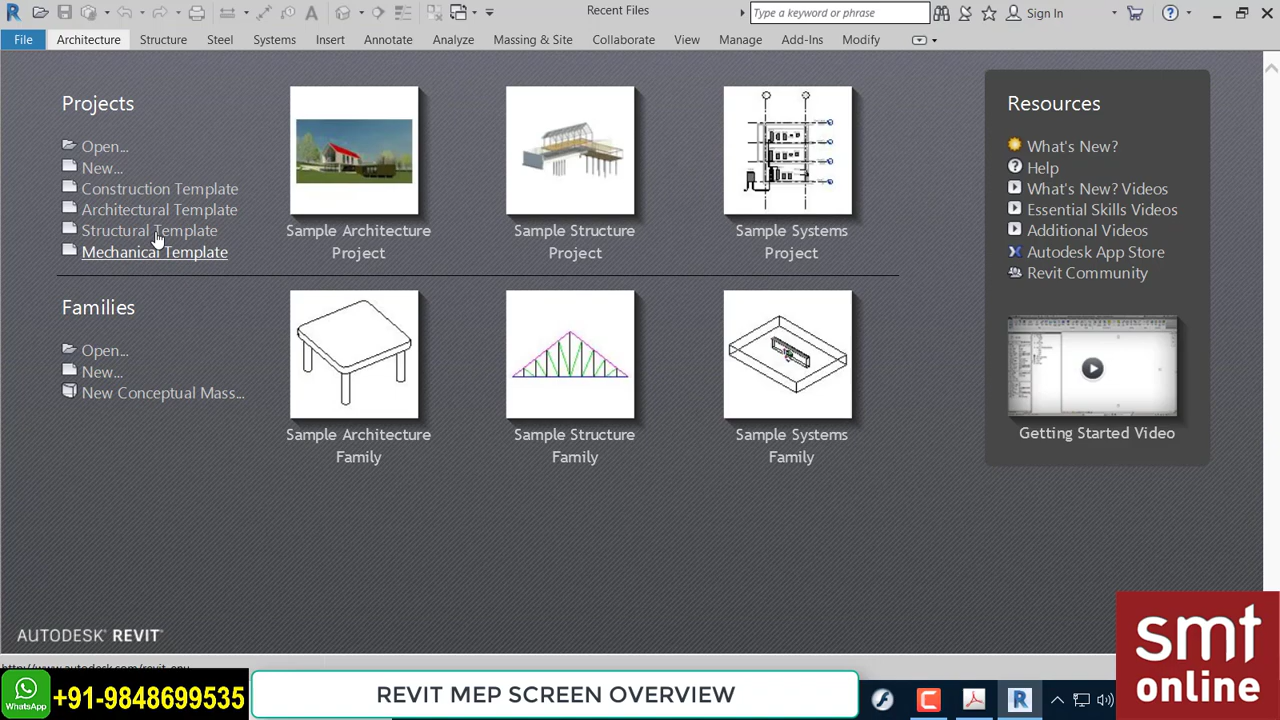 Recent Files
Type a keyword or phrase
Sign In
File
Architecture
Structure
Steel
Systems
Insert
Annotate
Analyze
Massing & Site
Collaborate
View
Manage
Add-Ins
Modify
Projects
Open...
New...
Construction Template
Architectural Template
Structural Template
Mechanical Template
Sample Architecture
Project
Sample Structure
Project
Sample Systems
Project
Families
Open...
New...
New Conceptual Mass...
Sample Architecture
Family
Sample Structure
Family
Sample Systems
Family
Resources
What's New?
Help
What's New? Videos
Essential Skills Videos
Additional Videos
Autodesk App Store
Revit Community
Getting Started Video
AUTODESK® REVIT®
WhatsApp
+91-9848699535
REVIT MEP SCREEN OVERVIEW
smt
online